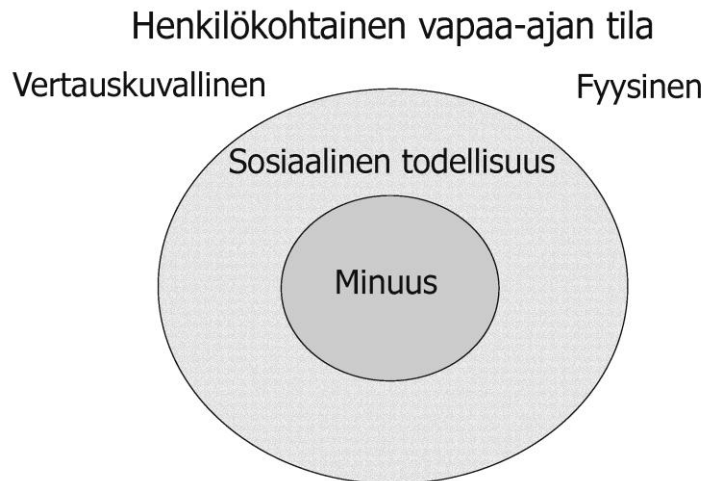 Henkilökohtainen vapaa-ajan tila
Vertauskuvallinen
Fyysinen
Sosiaalinen todellisuus
Minuus